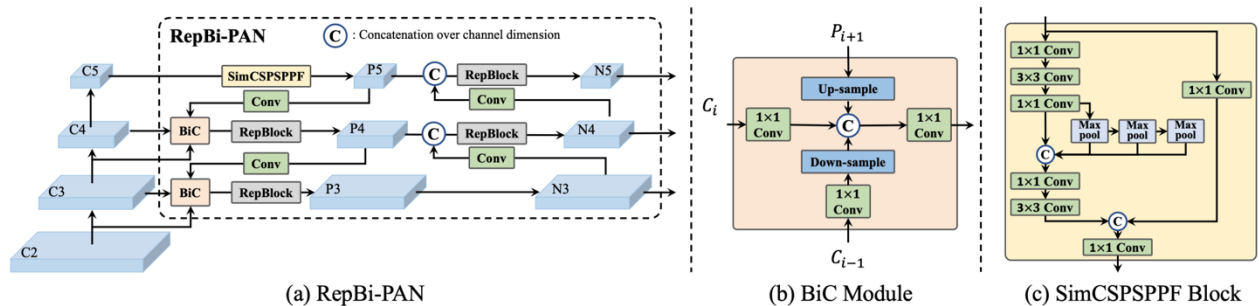 RepBi-PAN
C : Concatenation over channel dimension
C5
SimCSPSPPF
P5
C
RepBlock
N5
Conv
Conv
C4
BiC
RepBlock
P4
C
RepBlock
N4
Conv
Conv
C3
BiC
RepBlock
P3
N3
C2
(a) RepBi-PAN
P_{i+1}
Up-sample
C_i
1×1
Conv
C
1×1
Conv
Down-sample
1×1
Conv
C_{i-1}
(b) BiC Module
1×1 Conv
3×3 Conv
1×1 Conv
1×1 Conv
Max
pool
Max
pool
Max
pool
C
1×1 Conv
3×3 Conv
C
1×1 Conv
(c) SimCSPSPPF Block